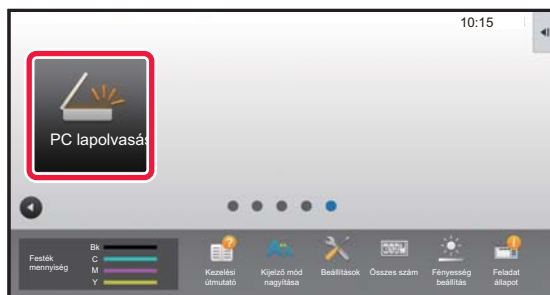 10:15
PC lapolvasás
Bk
Festék
mennyiség
C
M
Y
Kezelési
útmutató
Kijelző mód
nagyítása
Beállítások
Összes szám
Fényesség
beállítás
Feladat
állapot